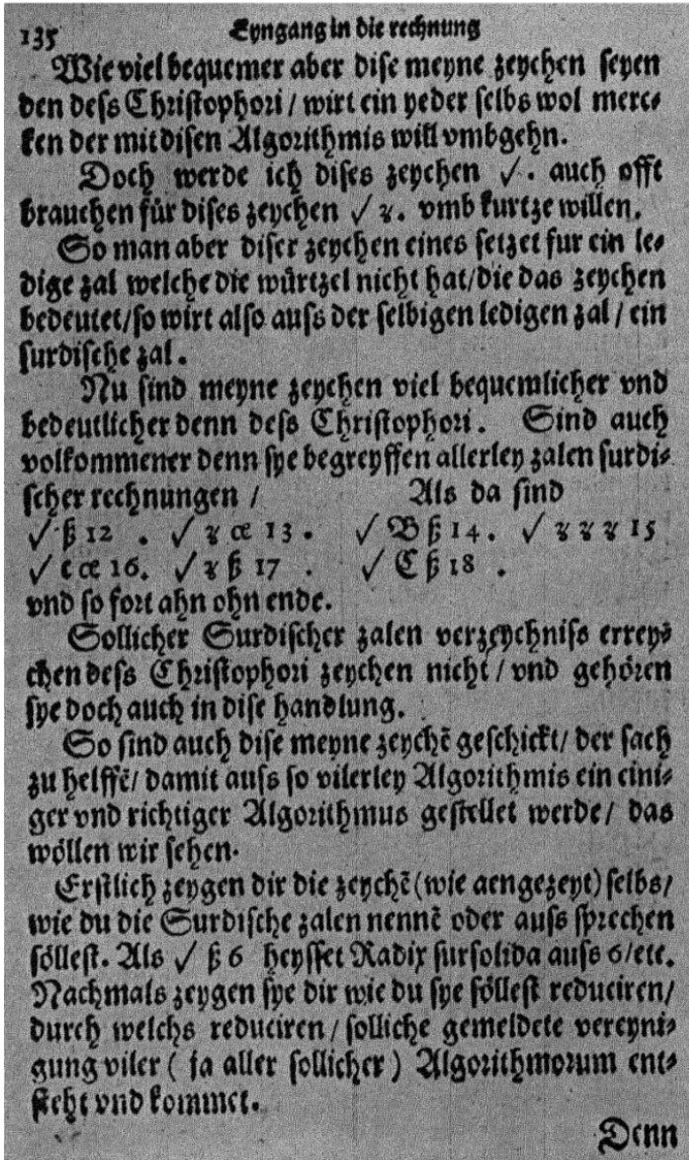 135 Eyngang in die rechnung
Wie viel bequemer aber dise meyne zeychen seyen
den dess Christophori / wirt ein yeder selbs wol merc⸗
ken der mit disen Algorithmis will vmbgehn.
Doch werde ich dises zeychen √. auch offt
brauchen für dises zeychen √ ʒ. vmb kurtze willen.
So man aber diser zeychen eines setzet fur ein le⸗
dige zal welche die würtzel nicht hat/die das zeychen
bedeutet/so wirt also auss der selbigen ledigen zal / ein
surdische zal.
Nu sind meyne zeychen viel bequemlicher vnd
bedeutlicher denn dess Christophori. Sind auch
volkommener denn sye begreyffen allerley zalen surdi⸗
scher rechnungen / Als da sind
√ ß 12 . √ ʒ cc 13 . √ B ß 14. √ ʒ ʒ ʒ 15
√ c cc 16. √ ʒ ß 17 . √ C ß 18 .
vnd so fort ahn ohn ende.
Sollicher Surdischer zalen verzeychniss errey⸗
chen dess Christophori zeychen nicht / vnd gehören
sye doch auch in dise handlung.
So sind auch dise meyne zeychẽ geschickt/ der sach
zu helffẽ/ damit auss so vilerley Algorithmis ein eini⸗
ger vnd richtiger Algorithmus gestellet werde/ das
wöllen wir sehen.
Erstlich zeygen dir die zeychẽ (wie aengezeyt) selbs/
wie du die Surdische zalen nennẽ oder auss sprechen
söllest. Als √ ß 6 heysset Radix sursolida auss 6/etc.
Nachmals zeygen sye dir wie du sye söllest reduciren/
durch welchs reduciren / solliche gemeldete vereyni⸗
gung viler ( ja aller sollicher ) Algorithmorum ent⸗
steht vnd kommet.
Denn